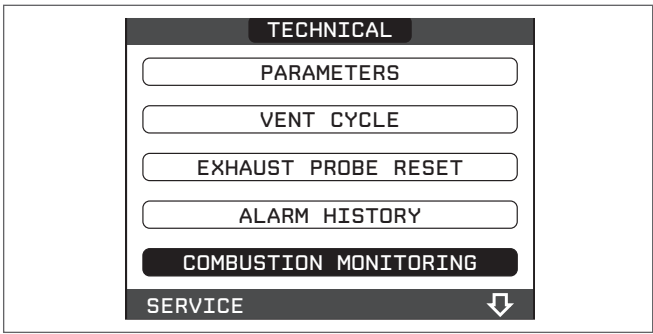 TECHNICAL
PARAMETERS
VENT CYCLE
EXHAUST PROBE RESET
ALARM HISTORY
COMBUSTION MONITORING
SERVICE